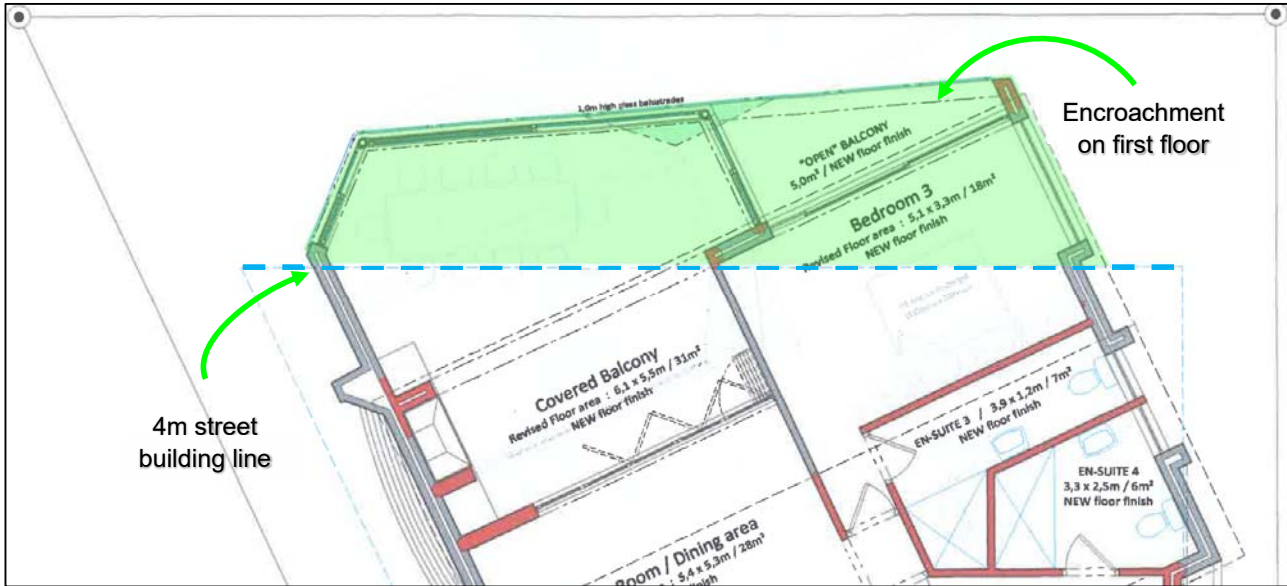 1,0m high glass balustrades
Encroachment
on first floor
"OPEN" BALCONY
5,0m² / NEW floor finish
Bedroom 3
Revised Floor area : 5,1 x 3,3m / 18m²
NEW floor finish
Covered Balcony
Revised Floor area : 6,1 x 5,5m / 31m²
NEW floor finish
4m street
building line
EN-SUITE 3 / 3,9 x 1,2m / 7m²
NEW floor finish
EN-SUITE 4
3,3 x 2,5m / 6m²
NEW floor finish
Room / Dining area
: 5,4 x 5,3m / 28m²
finish